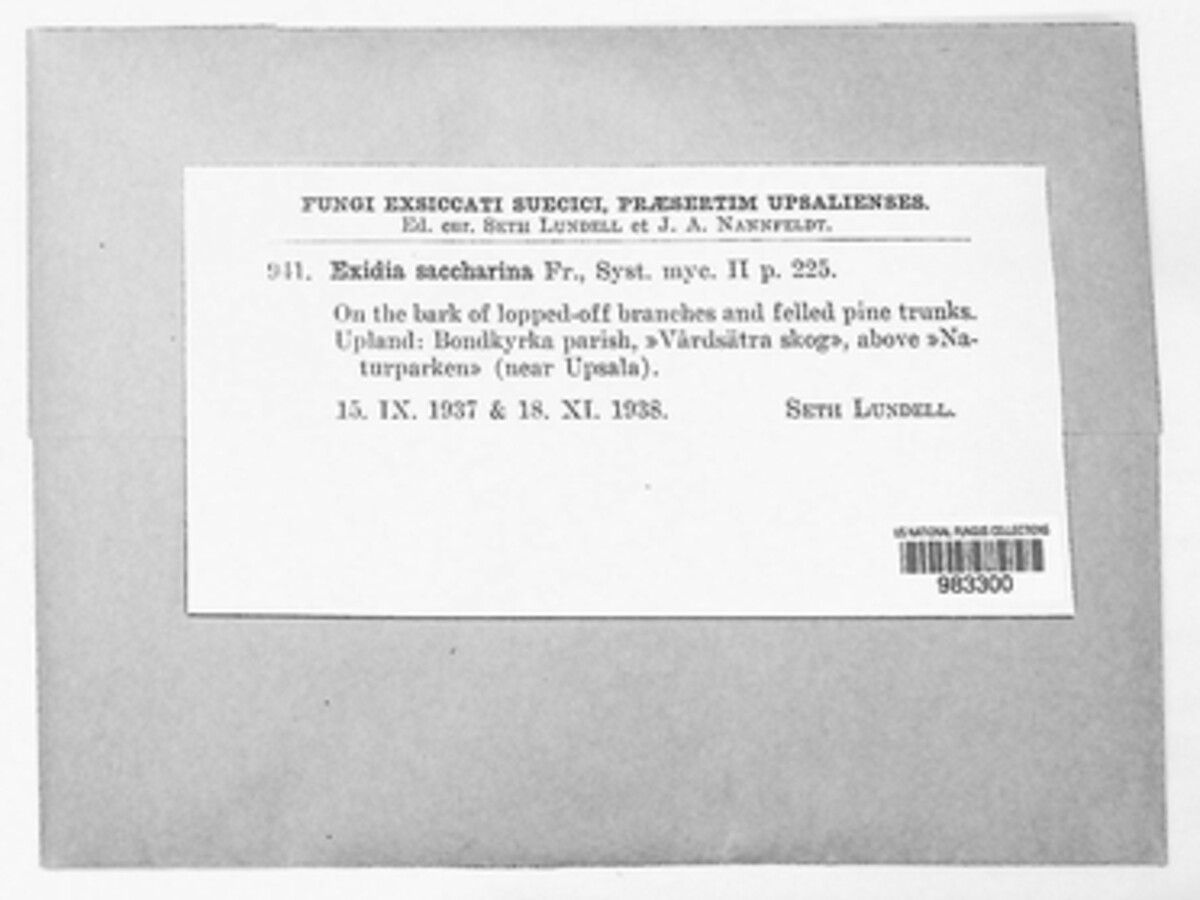 FUNGI EXSICCATI SUECICI, PRÆSERTIM UPSALIENSES.
Ed. cur. SETH LUNDELL et J. A. NANNFELDT.
941. Exidia saccharina Fr., Syst. myc. II p. 225.
On the bark of lopped-off branches and felled pine trunks.
Upland: Bondkyrka parish, »Vårdsätra skog», above »Na-
turparken» (near Upsala).
15. IX. 1937 & 18. XI. 1938. SETH LUNDELL.
US NATIONAL FUNGUS COLLECTIONS
983300